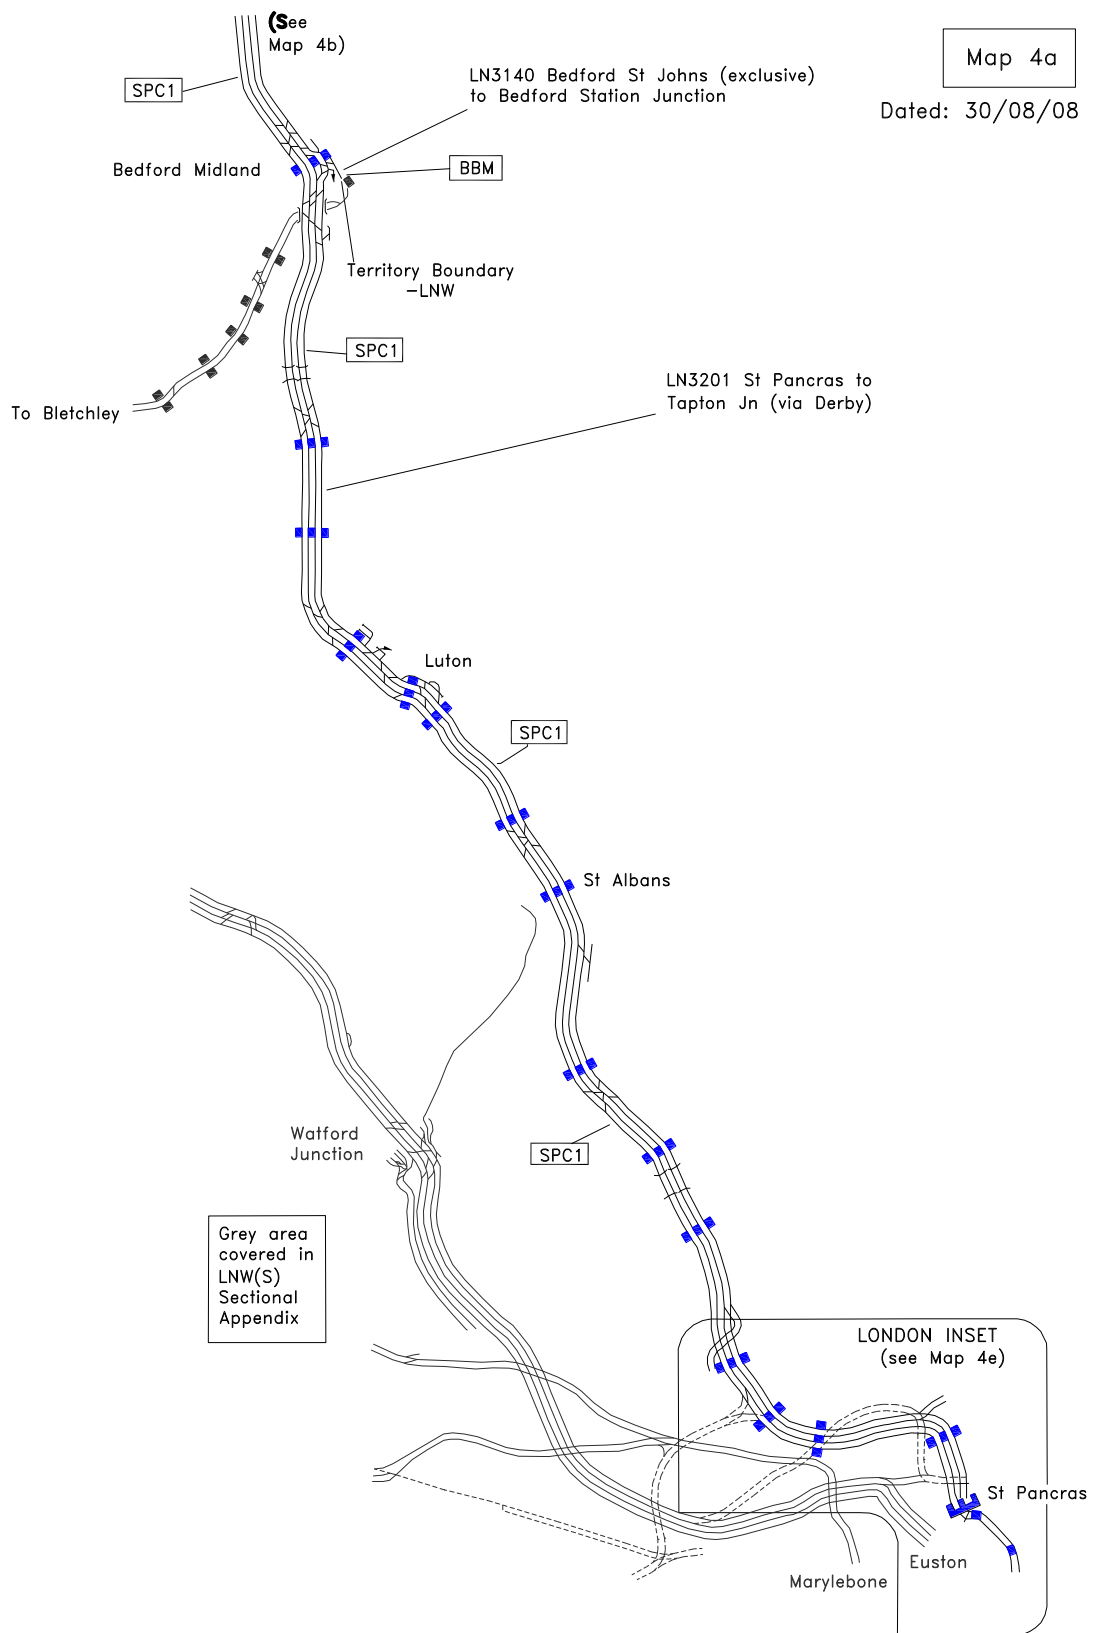 (See
Map 4b)
Map 4a
Dated: 30/08/08
SPC1
LN3140 Bedford St Johns (exclusive)
to Bedford Station Junction
Bedford Midland
BBM
Territory Boundary
-LNW
SPC1
LN3201 St Pancras to
Tapton Jn (via Derby)
To Bletchley
Luton
SPC1
St Albans
Watford
Junction
SPC1
Grey area
covered in
LNW(S)
Sectional
Appendix
LONDON INSET
(see Map 4e)
St Pancras
Euston
Marylebone